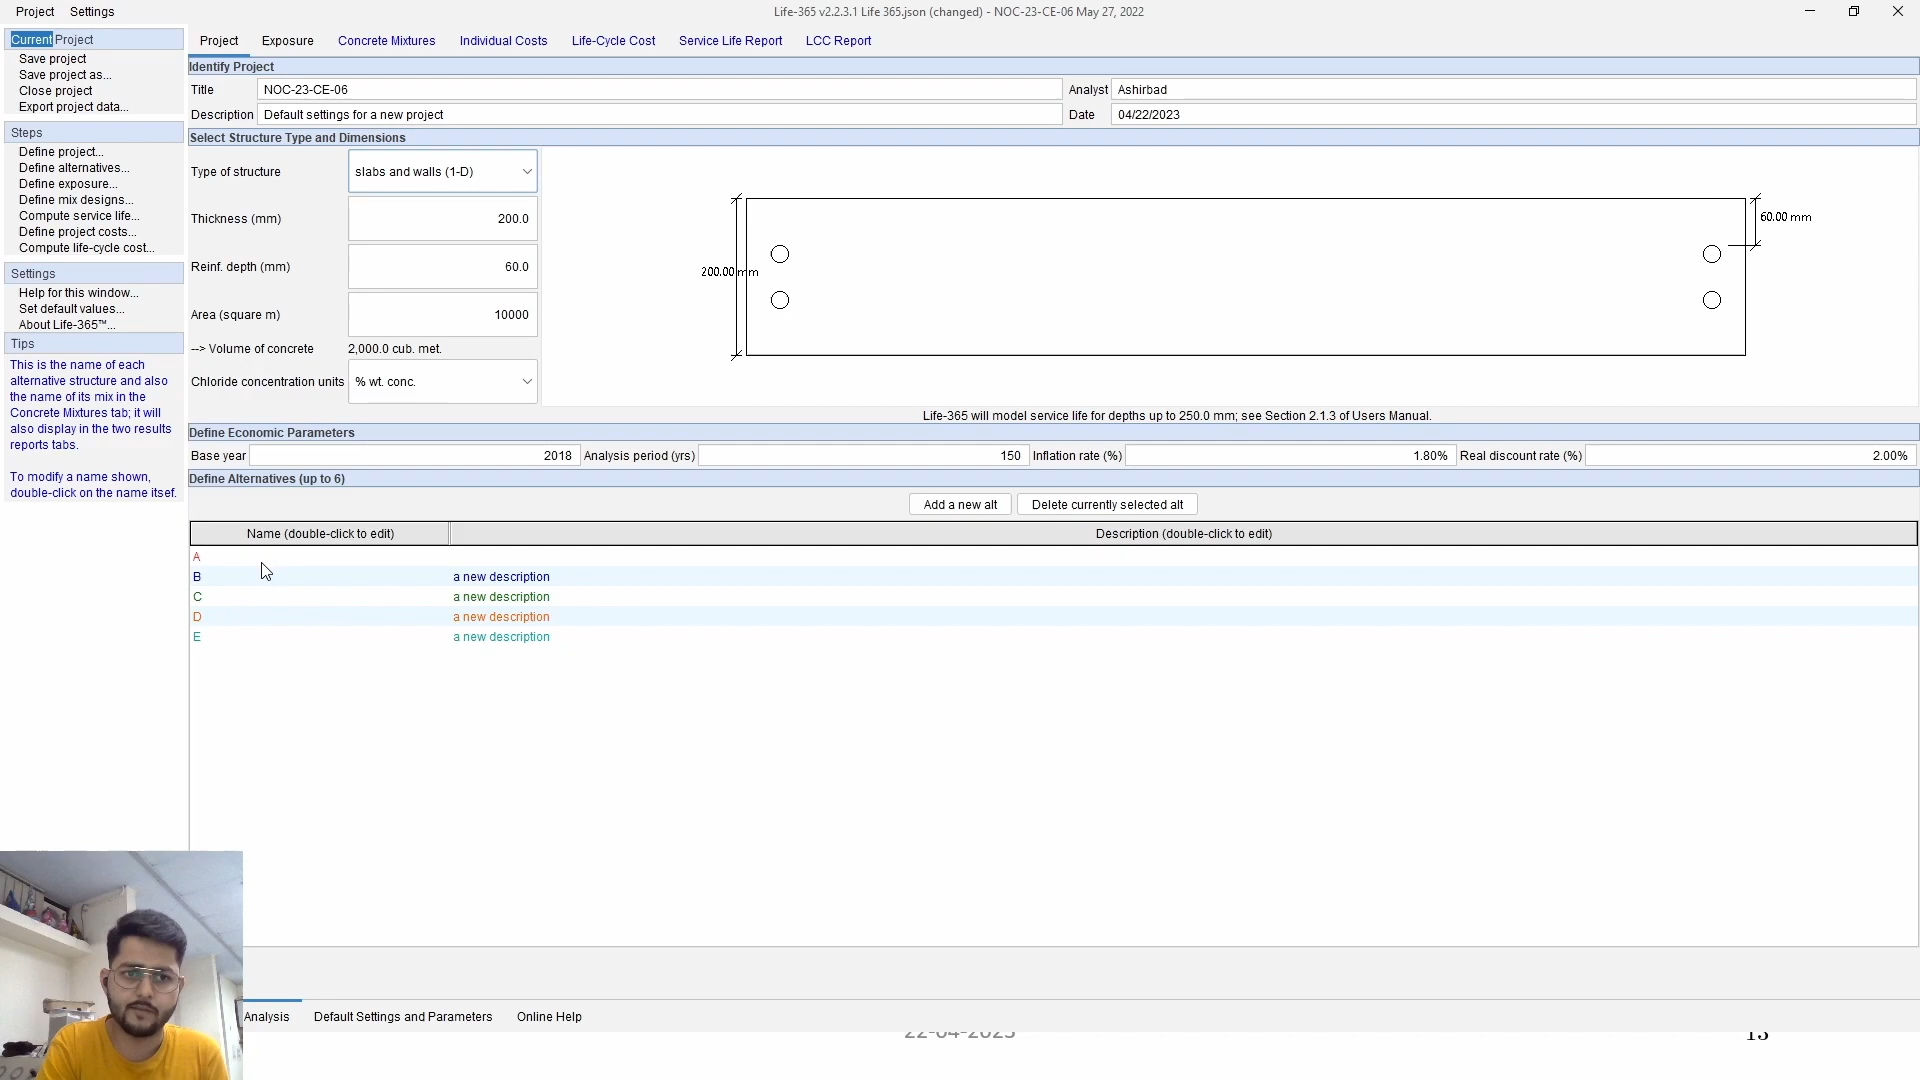 Project Settings
Life-365 v2.2.3.1 Life 365.json (changed) - NOC-23-CE-06 May 27, 2022
Current Project
Save project
Save project as...
Close project
Export project data...
Steps
Define project...
Define alternatives...
Define exposure...
Define mix designs...
Compute service life...
Define project costs...
Compute life-cycle cost...
Settings
Help for this window...
Set default values...
About Life-365™...
Tips
This is the name of each
alternative structure and also
the name of its mix in the
Concrete Mixtures tab; it will
also display in the two results
reports tabs.
To modify a name shown,
double-click on the name itsef.
Project Exposure Concrete Mixtures Individual Costs Life-Cycle Cost Service Life Report LCC Report
Identify Project
Title NOC-23-CE-06 Analyst Ashirbad
Description Default settings for a new project Date 04/22/2023
Select Structure Type and Dimensions
Type of structure slabs and walls (1-D)
Thickness (mm) 200.0
Reinf. depth (mm) 60.0
Area (square m) 10000
--> Volume of concrete 2,000.0 cub. met.
Chloride concentration units % wt. conc.
60.00 mm
200.00 mm
Life-365 will model service life for depths up to 250.0 mm; see Section 2.1.3 of Users Manual.
Define Economic Parameters
Base year 2018 Analysis period (yrs) 150 Inflation rate (%) 1.80% Real discount rate (%) 2.00%
Define Alternatives (up to 6)
Add a new alt Delete currently selected alt
Name (double-click to edit) Description (double-click to edit)
A
B a new description
C a new description
D a new description
E a new description
Analysis Default Settings and Parameters Online Help